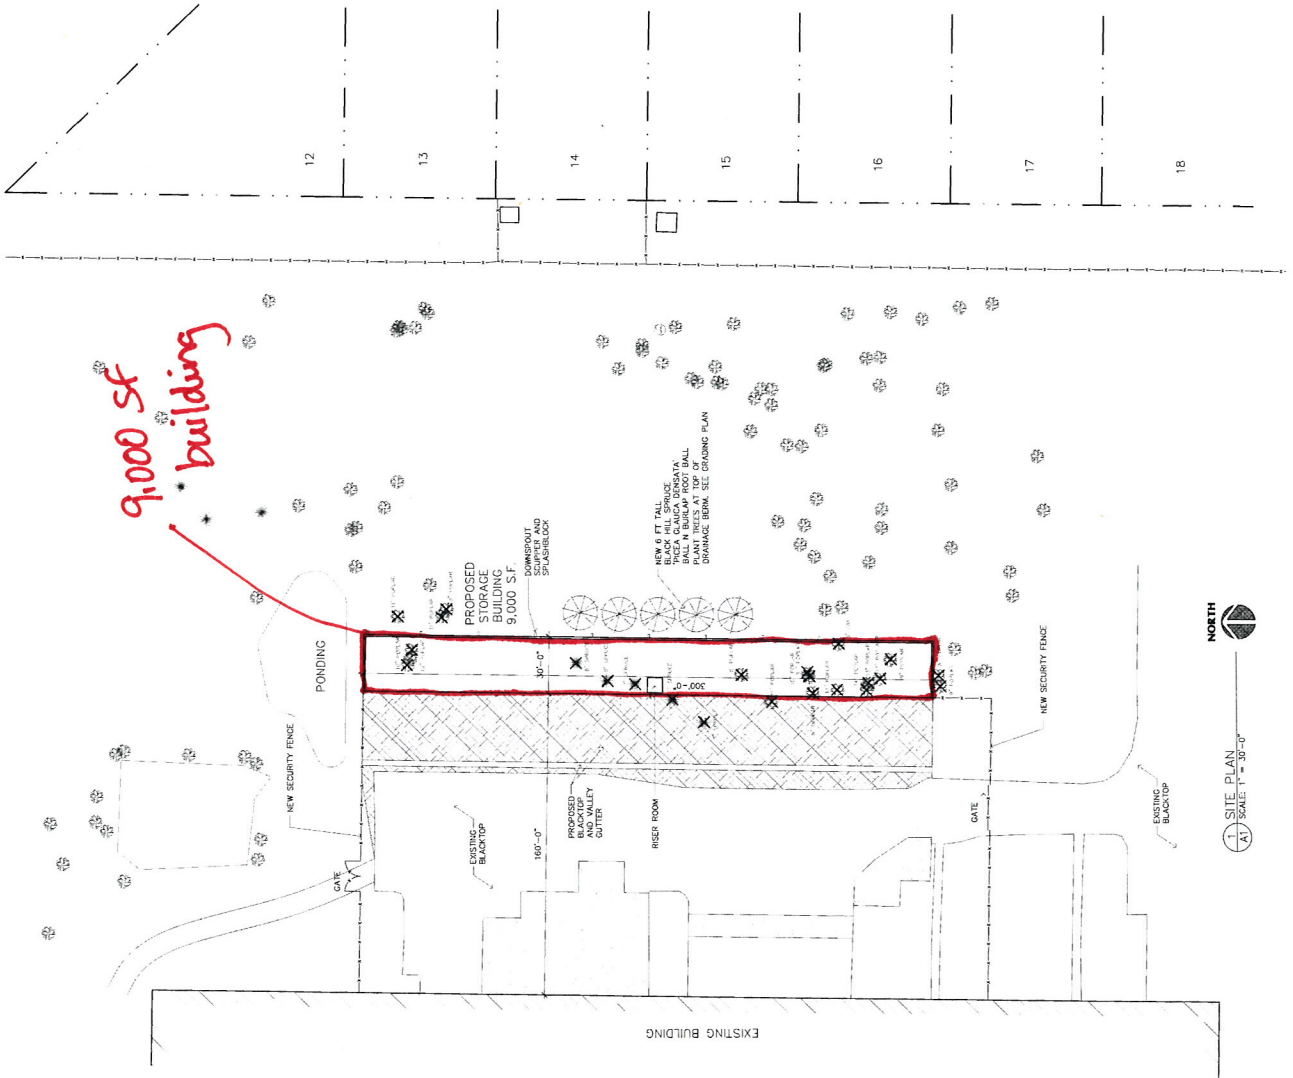 12
13
14
15
16
17
18
9,000 sf
building
PROPOSED
STORAGE
BUILDING
9,000 S.F.
DOWNSPOUT
SCUPPER AND
SPLASHBLOCK
NEW 6 FT TALL
BLACK HILL SPRUCE
'PICEA GLAUCA DENSATA'
BALL N BURLAP ROOT BALL
PLANT TREES AT TOP OF
DRAINAGE BERM. SEE GRADING PLAN
PONDING
30'-0"
300'-0"
NEW SECURITY FENCE
NEW SECURITY FENCE
GATE
EXISTING
BLACKTOP
160'-0"
PROPOSED
BLACKTOP
AND VALLEY
GUTTER
RISER ROOM
GATE
EXISTING
BLACKTOP
EXISTING BUILDING
NORTH
1 SITE PLAN
A1 SCALE: 1" = 30'-0"